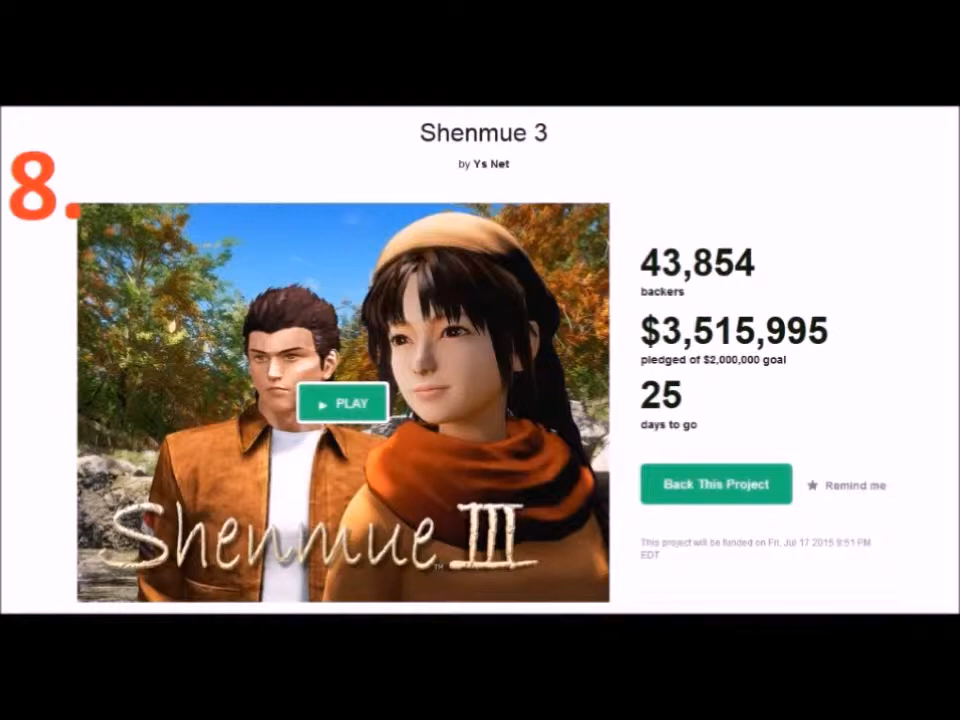 Shenmue 3
by Ys Net
8.
43,854
backers
$3,515,995
pledged of $2,000,000 goal
25
days to go
PLAY
Back This Project
Remind me
This project will be funded on Fri, Jul 17 2015 8:51 PM
EDT
Shenmue III
TM